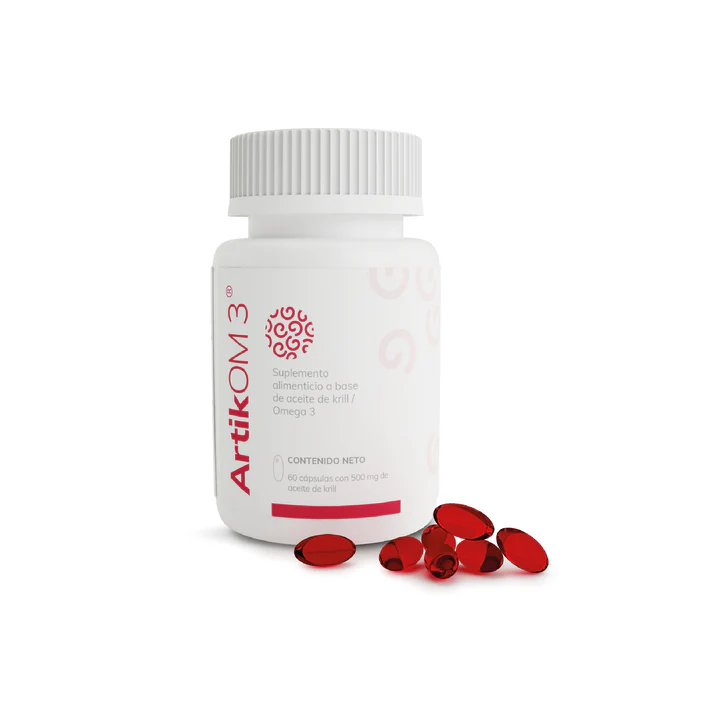 ArtikOM 3®
Suplemento
alimenticio a base
de aceite de krill /
Omega 3
CONTENIDO NETO
60 cápsulas con 500 mg de
aceite de krill